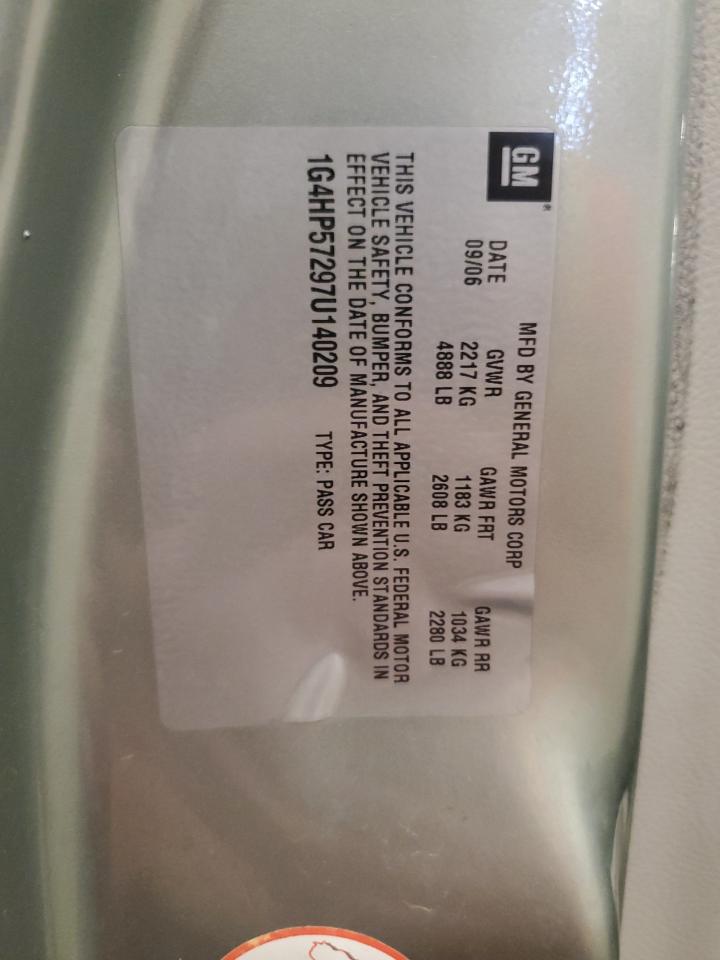 GM®
MFD BY GENERAL MOTORS CORP
DATE GVWR GAWR FRT GAWR RR
09/06 2217 KG 1183 KG 1034 KG
4888 LB 2608 LB 2280 LB
THIS VEHICLE CONFORMS TO ALL APPLICABLE U.S. FEDERAL MOTOR
VEHICLE SAFETY, BUMPER, AND THEFT PREVENTION STANDARDS IN
EFFECT ON THE DATE OF MANUFACTURE SHOWN ABOVE.
1G4HP57297U140209 TYPE: PASS CAR